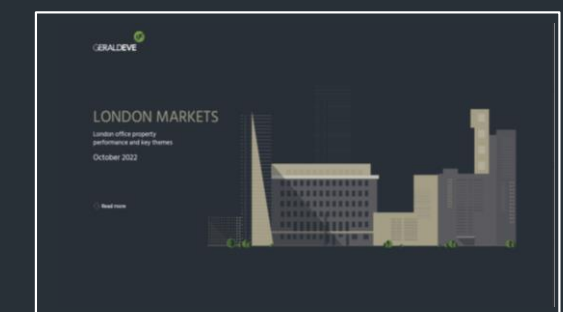 GERALDEVE
LONDON MARKETS
London office property
performance and key themes
October 2022
Read more